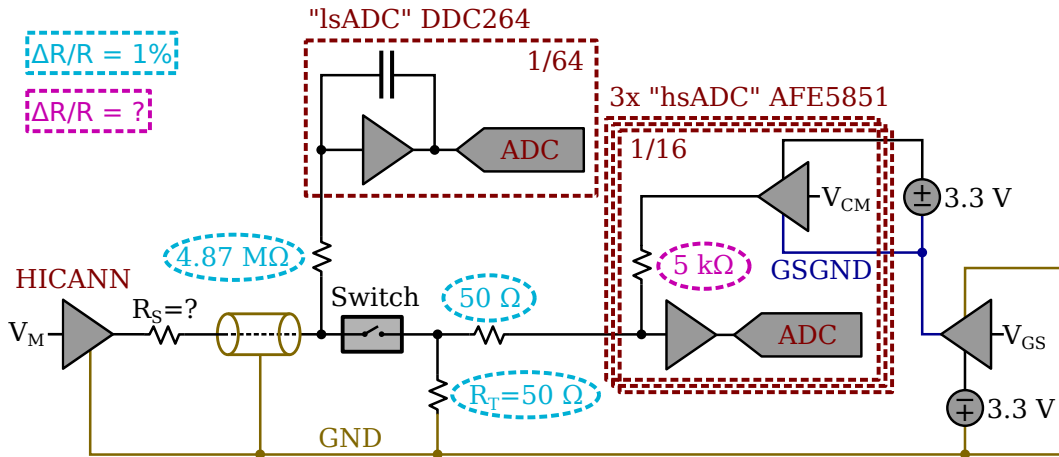 "lsADC" DDC264
ΔR/R = 1%
1/64
ΔR/R = ?
3x "hsADC" AFE5851
ADC
1/16
V_CM
3.3 V
4.87 MΩ
5 kΩ
GSGND
HICANN
R_S=?
Switch
50 Ω
V_M
ADC
V_GS
R_T=50 Ω
3.3 V
GND